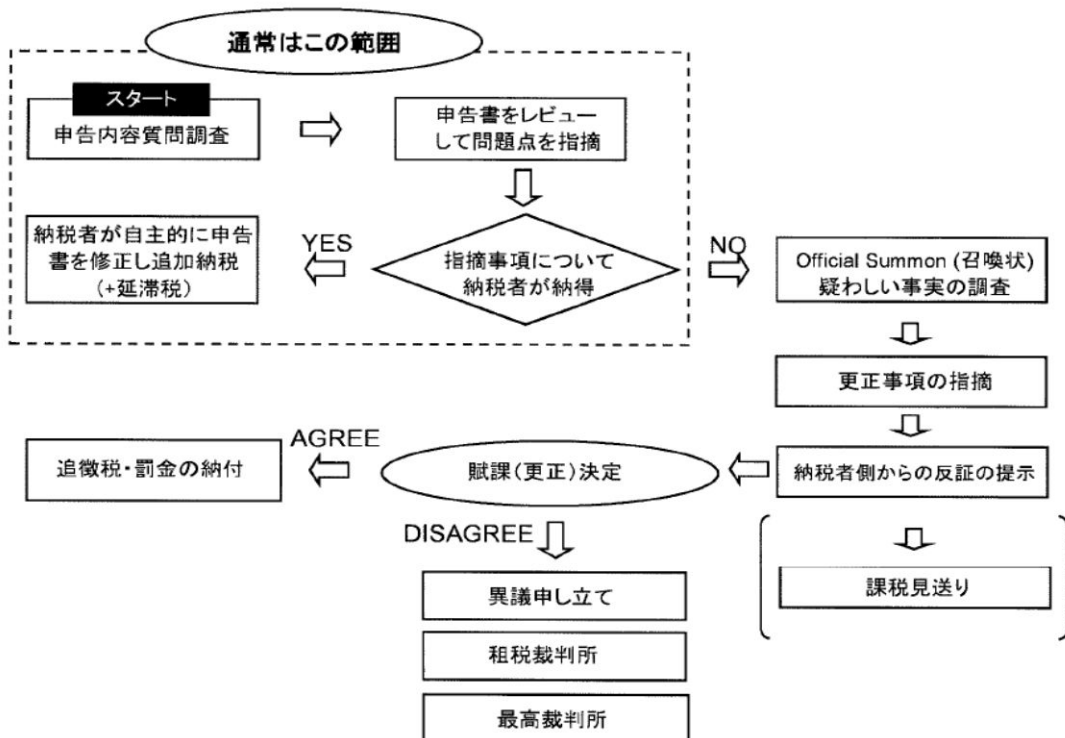 通常はこの範囲
スタート
申告内容質問調査
申告書をレビュー
して問題点を指摘
納税者が自主的に申告
書を修正し追加納税
(+延滞税)
YES
指摘事項について
納税者が納得
NO
Official Summon (召喚状)
疑わしい事実の調査
更正事項の指摘
追徴税・罰金の納付
AGREE
賦課(更正)決定
納税者側からの反証の提示
DISAGREE
異議申し立て
課税見送り
租税裁判所
最高裁判所